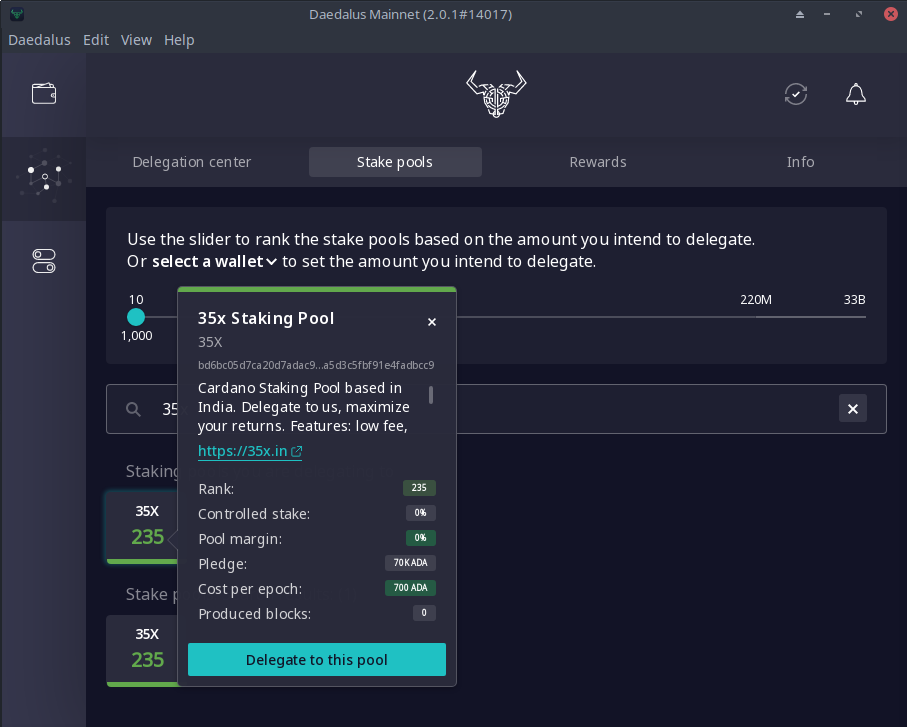 Daedalus Mainnet (2.0.1#14017)
Daedalus Edit View Help
Delegation center Stake pools Rewards Info
Use the slider to rank the stake pools based on the amount you intend to delegate.
Or select a wallet to set the amount you intend to delegate.
10 220M 33B
1,000
35x Staking Pool
35X
bd6bc05d7ca20d7adac9...a5d3c5fbf91e4fadbcc9
Cardano Staking Pool based in
India. Delegate to us, maximize
your returns. Features: low fee,
https://35x.in
Rank: 235
Controlled stake: 0%
Pool margin: 0%
Pledge: 70K ADA
Cost per epoch: 700 ADA
Produced blocks: 0
Delegate to this pool
35
Staking
35X
235
Stake
35X
235